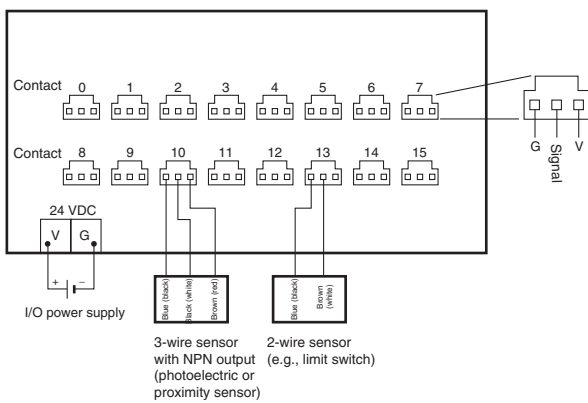 Contact 0 1 2 3 4 5 6 7
G Signal V
Contact 8 9 10 11 12 13 14 15
24 VDC
V G
+ −
I/O power supply
Blue (black)
Black (white)
Brown (red)
Blue (black)
Brown (white)
3-wire sensor
with NPN output
(photoelectric or
proximity sensor)
2-wire sensor
(e.g., limit switch)